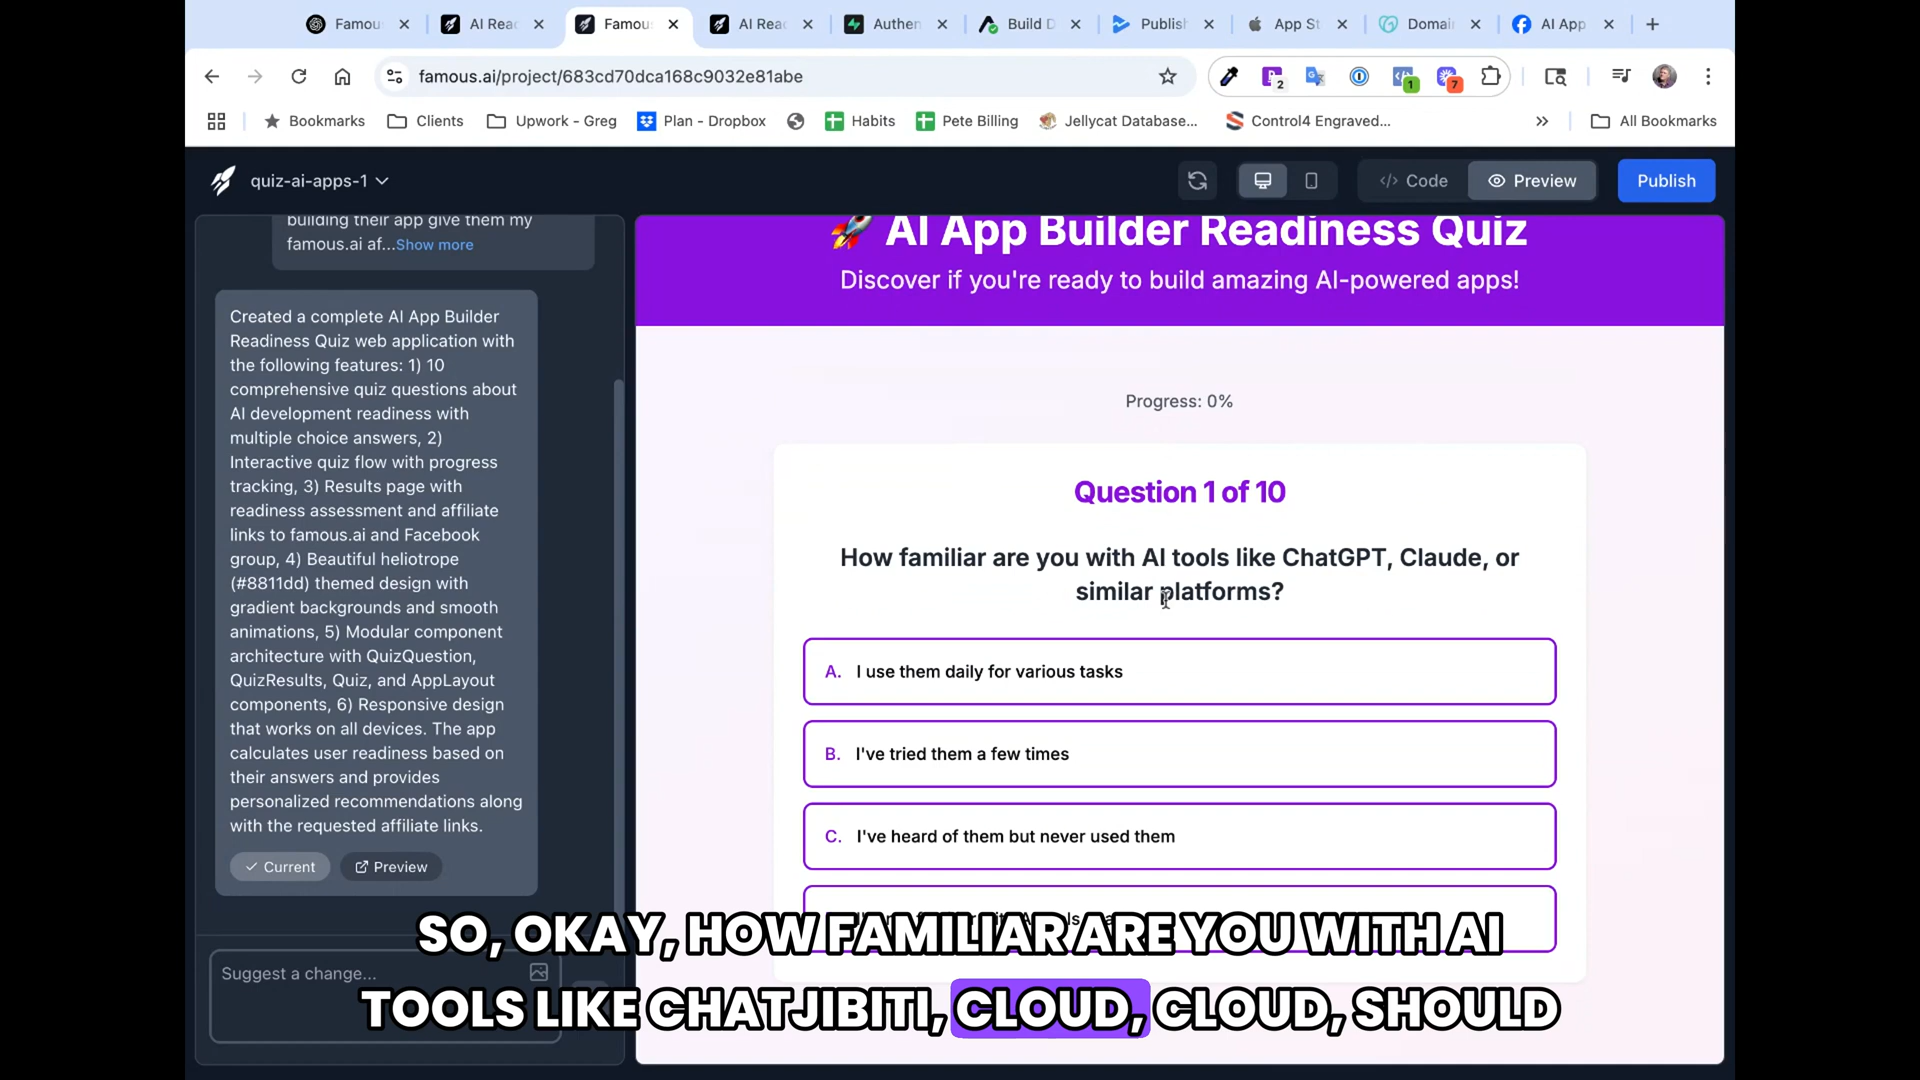 Famou
AI Read
Famou
AI Read
Authen
Build D
Publish
App St
Domai
AI App
famous.ai/project/683cd70dca168c9032e81abe
2
1
7
Bookmarks
Clients
Upwork - Greg
Plan - Dropbox
Habits
Pete Billing
Jellycat Database...
Control4 Engraved...
All Bookmarks
quiz-ai-apps-1
Code
Preview
Publish
building their app give them my
famous.ai af...Show more
Created a complete AI App Builder
Readiness Quiz web application with
the following features: 1) 10
comprehensive quiz questions about
AI development readiness with
multiple choice answers, 2)
Interactive quiz flow with progress
tracking, 3) Results page with
readiness assessment and affiliate
links to famous.ai and Facebook
group, 4) Beautiful heliotrope
(#8811dd) themed design with
gradient backgrounds and smooth
animations, 5) Modular component
architecture with QuizQuestion,
QuizResults, Quiz, and AppLayout
components, 6) Responsive design
that works on all devices. The app
calculates user readiness based on
their answers and provides
personalized recommendations along
with the requested affiliate links.
Current
Preview
Suggest a change...
AI App Builder Readiness Quiz
Discover if you're ready to build amazing AI-powered apps!
Progress: 0%
Question 1 of 10
How familiar are you with AI tools like ChatGPT, Claude, or
similar platforms?
A. I use them daily for various tasks
B. I've tried them a few times
C. I've heard of them but never used them
SO, OKAY, HOW FAMILIAR ARE YOU WITH AI
TOOLS LIKE CHATJIBITI, CLOUD, CLOUD, SHOULD